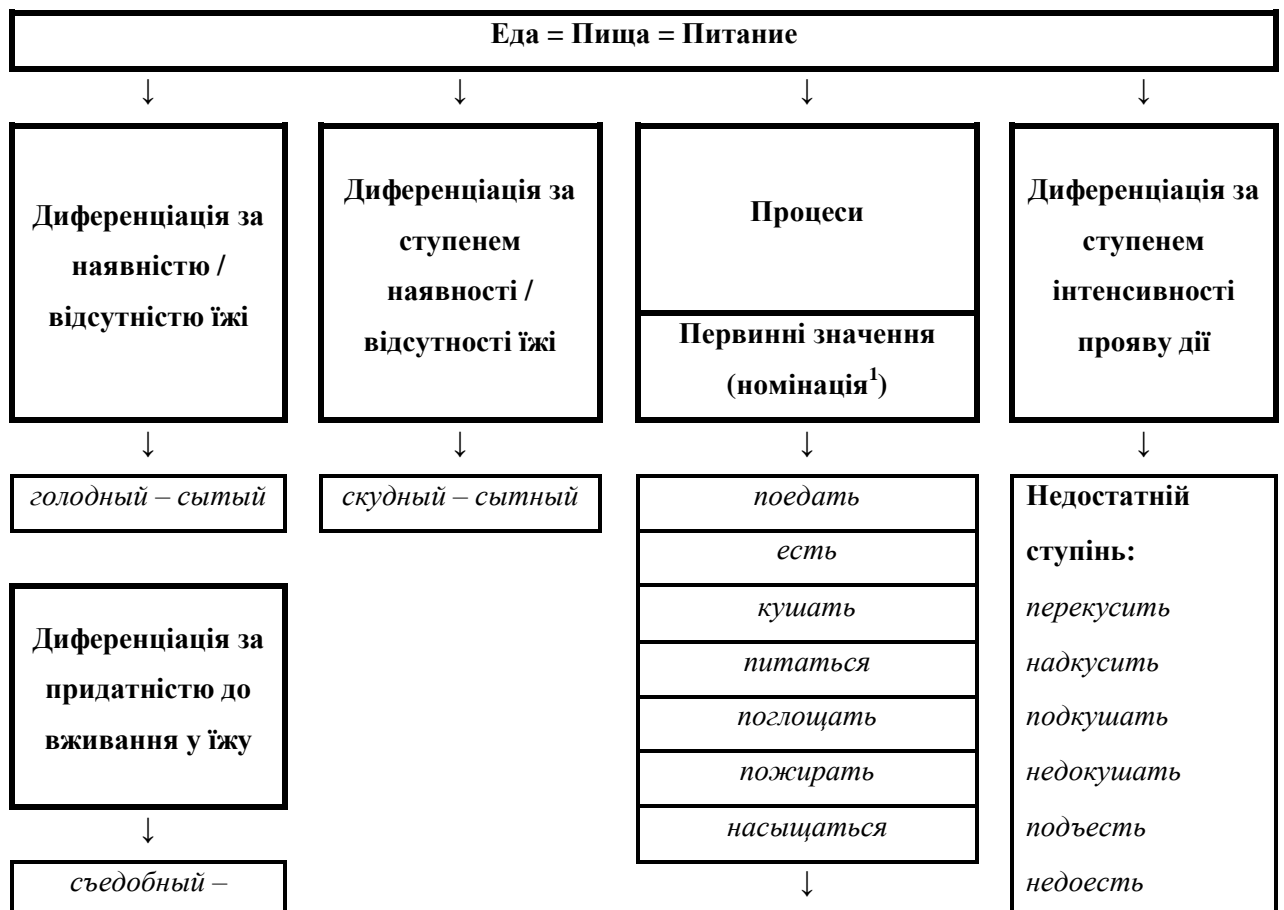 Еда = Пища = Питание
↓ ↓ ↓ ↓
Диференціація за
наявністю /
відсутністю їжі
Диференціація за
ступенем
наявності /
відсутності їжі
Процеси
Первинні значення
(номінація¹)
Диференціація за
ступенем
інтенсивності
прояву дії
↓ ↓ ↓ ↓
голодный – сытый
скудный – сытный
Диференціація за
придатністю до
вживання у їжу
↓
съедобный –
поедать
есть
кушать
питаться
поглощать
пожирать
насыщаться
↓
Недостатній
ступінь:
перекусить
надкусить
подкушать
недокушать
подъесть
недоесть